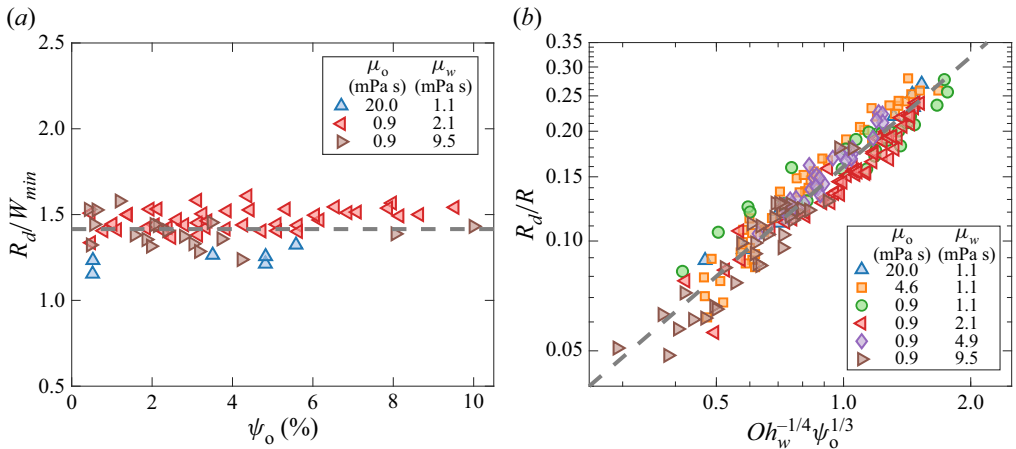 (a)
2.5
2.0
1.5
1.0
0.5
R_d/W_min
0 2 4 6 8 10
ψ_o (%)
μ_o μ_w
(mPa s) (mPa s)
20.0 1.1
0.9 2.1
0.9 9.5
(b)
0.35
0.25
0.20
0.15
0.10
0.05
R_d/R
0.5 1.0 2.0
Oh_w^{-1/4} ψ_o^{1/3}
μ_o μ_w
(mPa s) (mPa s)
20.0 1.1
4.6 1.1
0.9 1.1
0.9 2.1
0.9 4.9
0.9 9.5